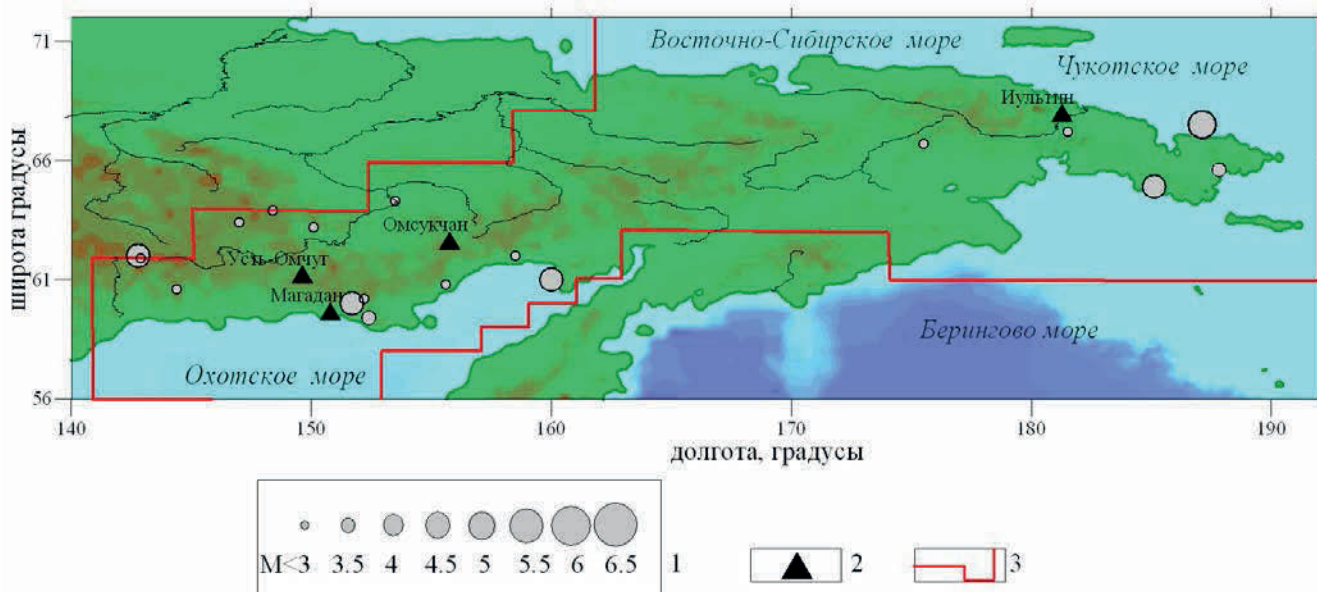 71
66
61
56
широта градусы
Восточно-Сибирское море
Чукотское море
Иультин
Омсукчан
Усть-Омчуг
Магадан
Охотское море
Берингово море
140 150 160 170 180 190
долгота, градусы
M<3 3.5 4 4.5 5 5.5 6 6.5 1
2
3